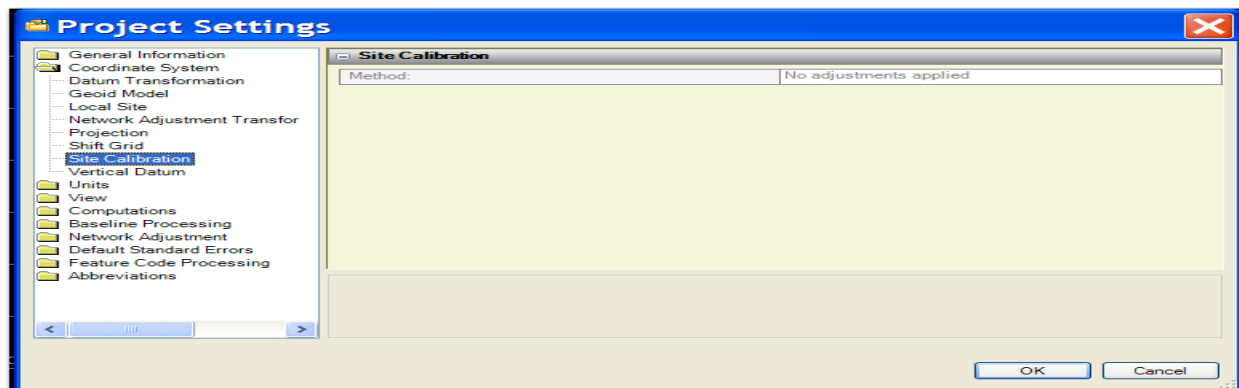 Project Settings
General Information
Coordinate System
Datum Transformation
Geoid Model
Local Site
Network Adjustment Transfor
Projection
Shift Grid
Site Calibration
Vertical Datum
Units
View
Computations
Baseline Processing
Network Adjustment
Default Standard Errors
Feature Code Processing
Abbreviations
Site Calibration
Method: No adjustments applied
OK Cancel